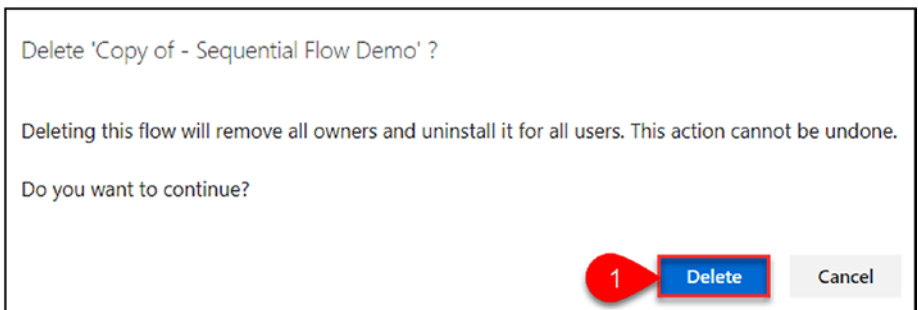 Delete 'Copy of - Sequential Flow Demo' ?
Deleting this flow will remove all owners and uninstall it for all users. This action cannot be undone.
Do you want to continue?
1 Delete Cancel